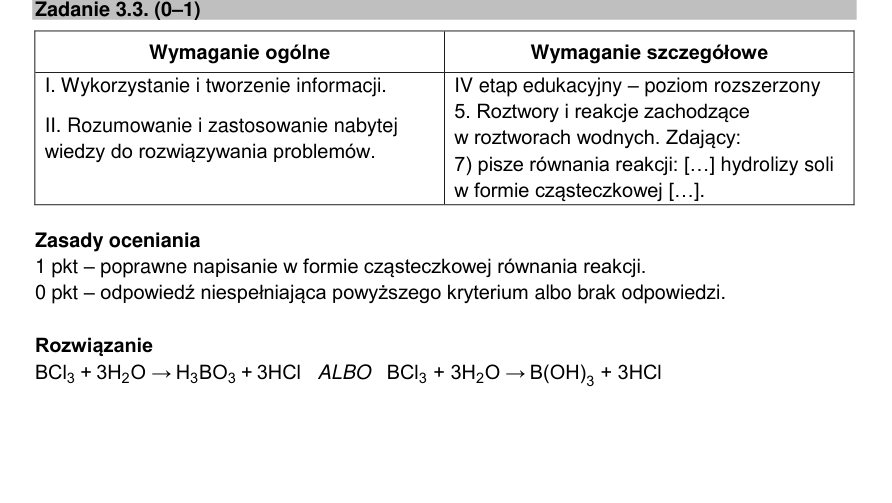 Zadanie 3.3. (0–1)
Wymaganie ogólne
Wymaganie szczegółowe
I. Wykorzystanie i tworzenie informacji.
II. Rozumowanie i zastosowanie nabytej
wiedzy do rozwiązywania problemów.
IV etap edukacyjny – poziom rozszerzony
5. Roztwory i reakcje zachodzące
w roztworach wodnych. Zdający:
7) pisze równania reakcji: […] hydrolizy soli
w formie cząsteczkowej […].
Zasady oceniania
1 pkt – poprawne napisanie w formie cząsteczkowej równania reakcji.
0 pkt – odpowiedź niespełniająca powyższego kryterium albo brak odpowiedzi.
Rozwiązanie
BCl₃ + 3H₂O → H₃BO₃ + 3HCl ALBO BCl₃ + 3H₂O → B(OH)₃ + 3HCl